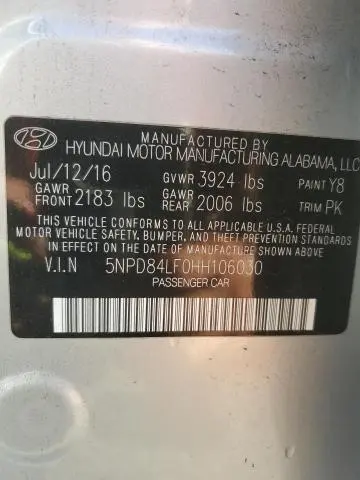 MANUFACTURED BY
HYUNDAI MOTOR MANUFACTURING ALABAMA, LLC
Jul/12/16 GVWR 3924 lbs PAINT Y8
GAWR FRONT 2183 lbs GAWR REAR 2006 lbs TRIM PK
THIS VEHICLE CONFORMS TO ALL APPLICABLE U.S.A. FEDERAL
MOTOR VEHICLE SAFETY, BUMPER, AND THEFT PREVENTION STANDARDS
IN EFFECT ON THE DATE OF MANUFACTURE SHOWN ABOVE.
V.I.N 5NPD84LF0HH106030
PASSENGER CAR